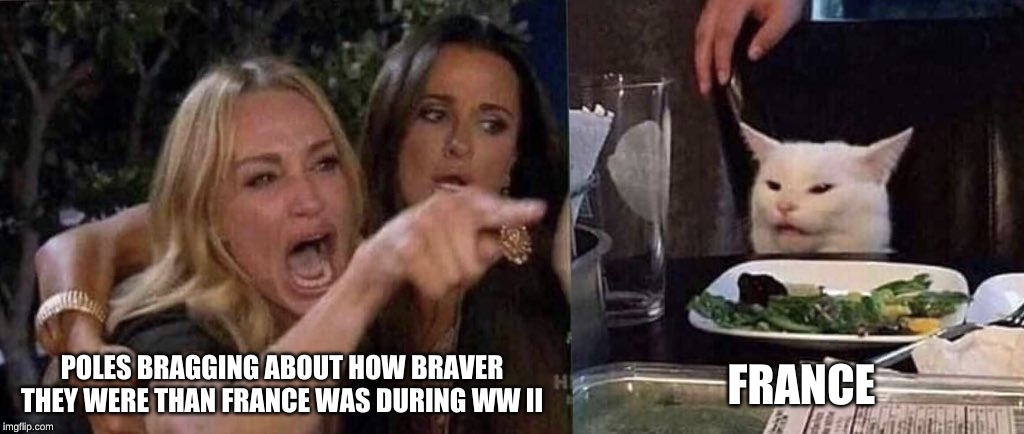 POLES BRAGGING ABOUT HOW BRAVER
THEY WERE THAN FRANCE WAS DURING WW II
FRANCE
imgflip.com